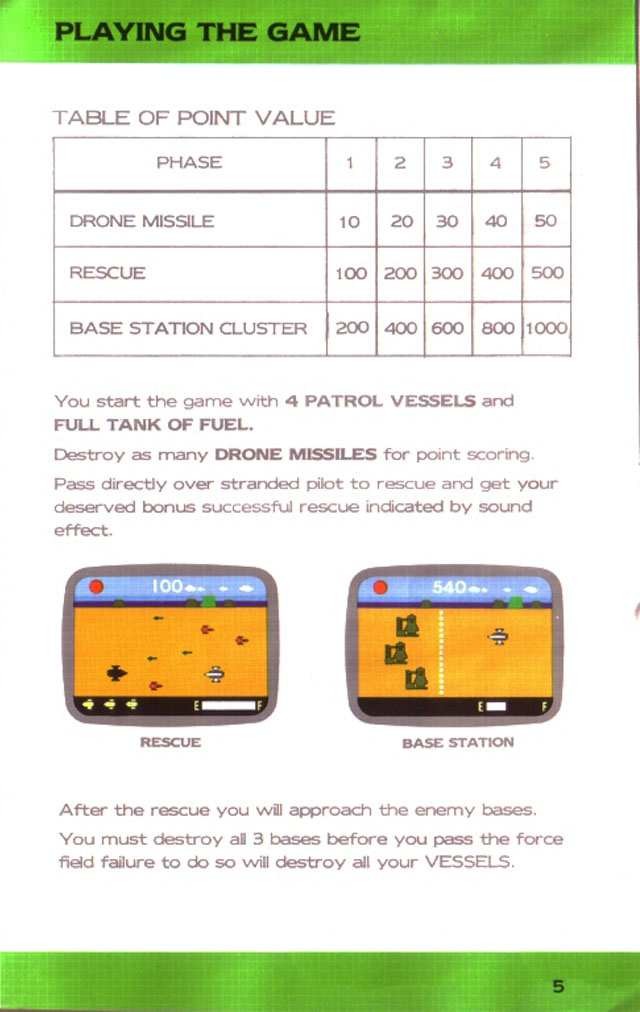 PLAYING THE GAME
TABLE OF POINT VALUE
PHASE 1 2 3 4 5
DRONE MISSILE 10 20 30 40 50
RESCUE 100 200 300 400 500
BASE STATION CLUSTER 200 400 600 800 1000
You start the game with 4 PATROL VESSELS and
FULL TANK OF FUEL.
Destroy as many DRONE MISSILES for point scoring.
Pass directly over stranded pilot to rescue and get your
deserved bonus successful rescue indicated by sound
effect.
100
E F
RESCUE
540
E F
BASE STATION
After the rescue you will approach the enemy bases.
You must destroy all 3 bases before you pass the force
field failure to do so will destroy all your VESSELS.
5